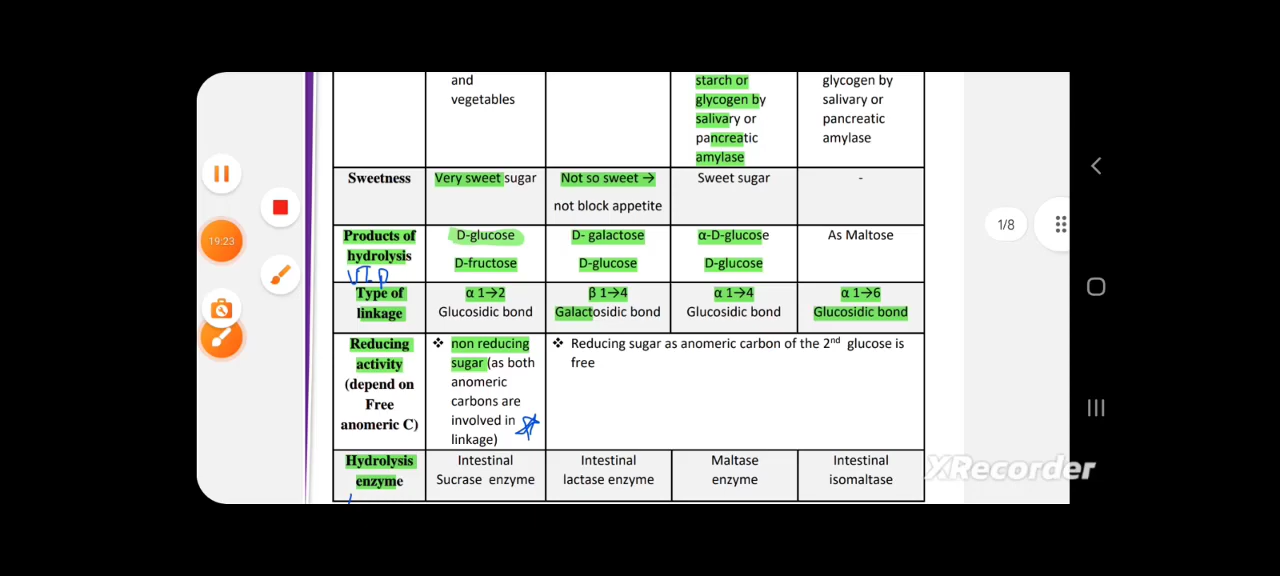 and
vegetables
starch or
glycogen by
salivary or
pancreatic
amylase
glycogen by
salivary or
pancreatic
amylase
Sweetness
Very sweet sugar
Not so sweet →
not block appetite
Sweet sugar
-
Products of
hydrolysis
V.I.P
D-glucose
D-fructose
D- galactose
D-glucose
α-D-glucose
D-glucose
As Maltose
Type of
linkage
α 1→2
Glucosidic bond
β 1→4
Galactosidic bond
α 1→4
Glucosidic bond
α 1→6
Glucosidic bond
Reducing
activity
(depend on
Free
anomeric C)
❖ non reducing
sugar (as both
anomeric
carbons are
involved in
linkage)
❖ Reducing sugar as anomeric carbon of the 2nd glucose is
free
Hydrolysis
enzyme
Intestinal
Sucrase enzyme
Intestinal
lactase enzyme
Maltase
enzyme
Intestinal
isomaltase
19:23
1/8
XRecorder